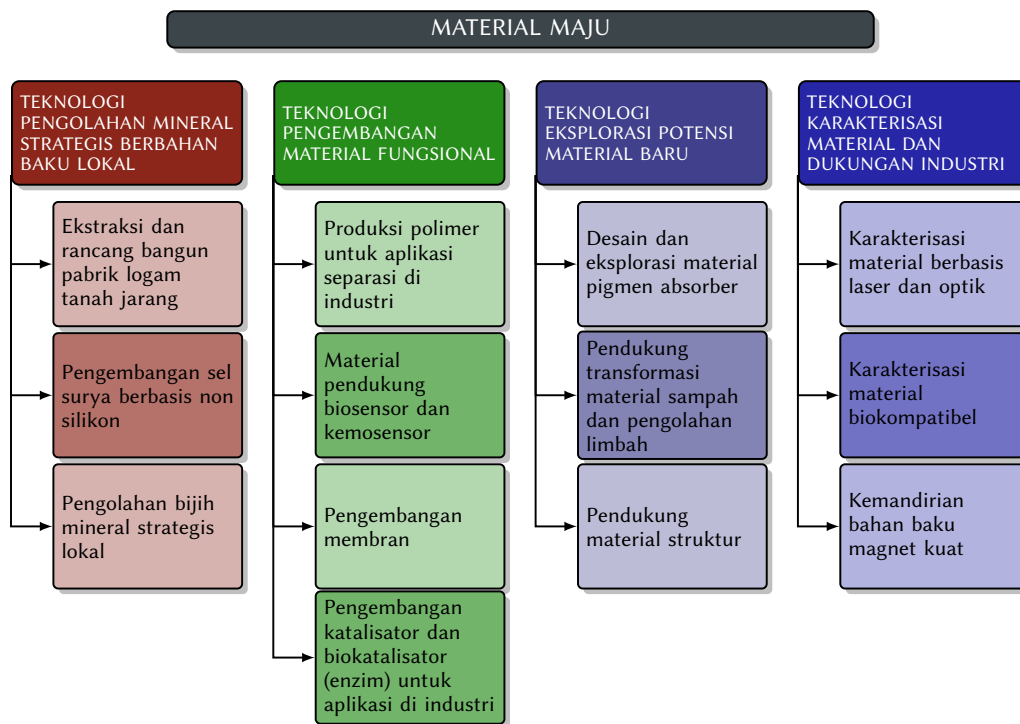 MATERIAL MAJU
TEKNOLOGI
PENGOLAHAN MINERAL
STRATEGIS BERBAHAN
BAKU LOKAL
Ekstraksi dan
rancang bangun
pabrik logam
tanah jarang
Pengembangan sel
surya berbasis non
silikon
Pengolahan bijih
mineral strategis
lokal
TEKNOLOGI
PENGEMBANGAN
MATERIAL FUNGSIONAL
Produksi polimer
untuk aplikasi
separasi di
industri
Material
pendukung
biosensor dan
kemosensor
Pengembangan
membran
Pengembangan
katalisator dan
biokatalisator
(enzim) untuk
aplikasi di industri
TEKNOLOGI
EKSPLORASI POTENSI
MATERIAL BARU
Desain dan
eksplorasi material
pigmen absorber
Pendukung
transformasi
material sampah
dan pengolahan
limbah
Pendukung
material struktur
TEKNOLOGI
KARAKTERISASI
MATERIAL DAN
DUKUNGAN INDUSTRI
Karakterisasi
material berbasis
laser dan optik
Karakterisasi
material
biokompatibel
Kemandirian
bahan baku
magnet kuat